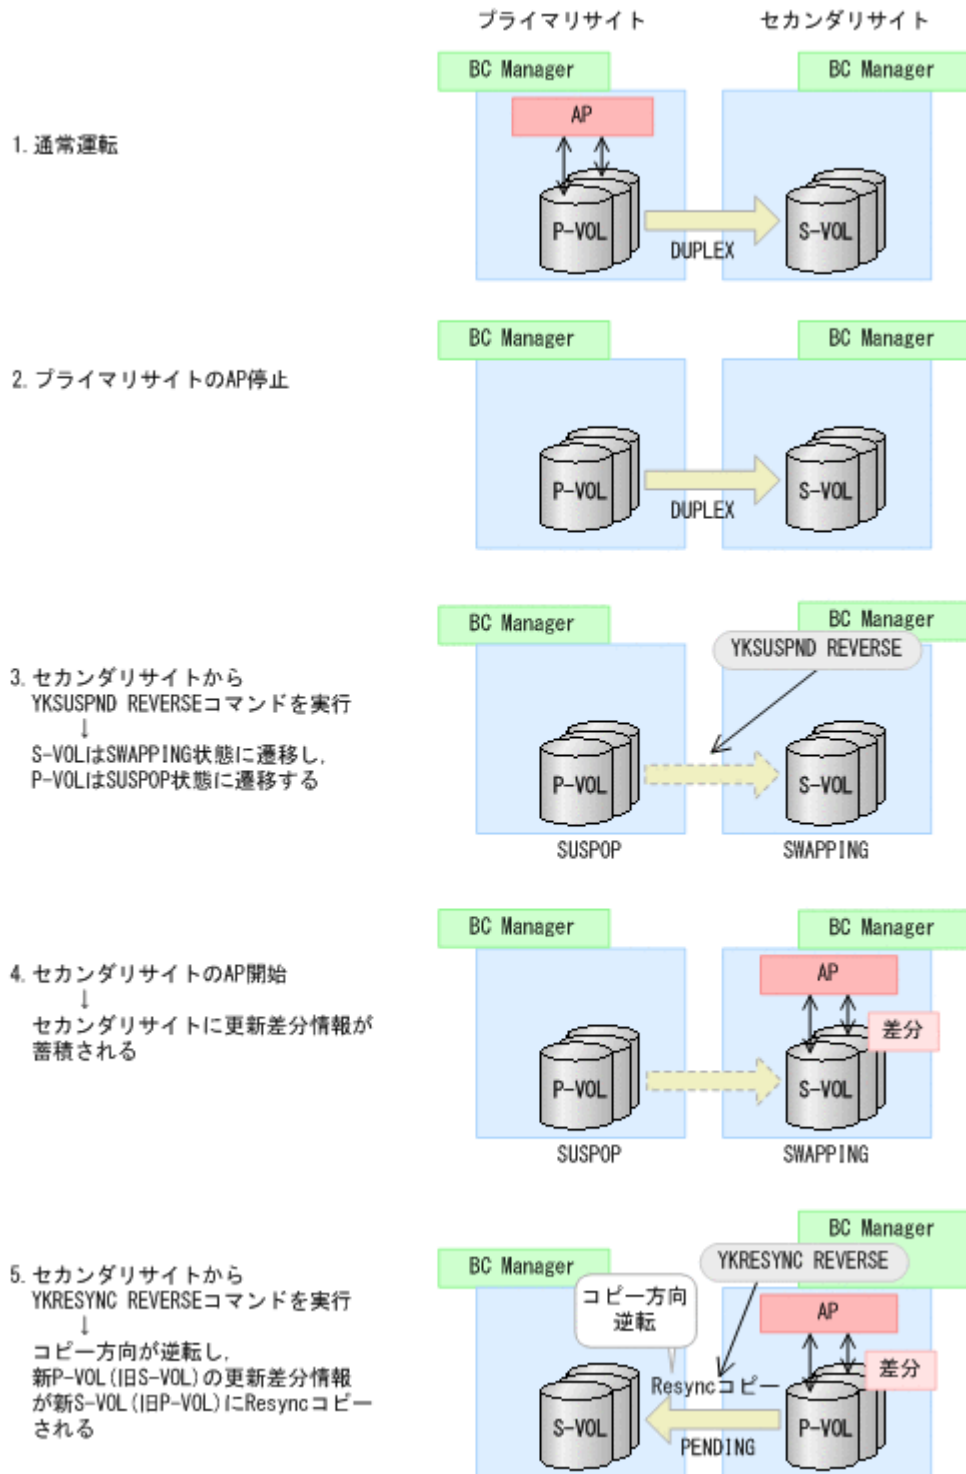 プライマリサイト
セカンダリサイト
BC Manager
BC Manager
AP
1. 通常運転
P-VOL
S-VOL
DUPLEX
BC Manager
BC Manager
2. プライマリサイトのAP停止
P-VOL
S-VOL
DUPLEX
BC Manager
BC Manager
YKSUSPND REVERSE
3. セカンダリサイトから
YKSUSPND REVERSEコマンドを実行
↓
S-VOLはSWAPPING状態に遷移し,
P-VOLはSUSPOP状態に遷移する
P-VOL
S-VOL
SUSPOP
SWAPPING
BC Manager
BC Manager
AP
4. セカンダリサイトのAP開始
↓
セカンダリサイトに更新差分情報が
蓄積される
差分
P-VOL
S-VOL
SUSPOP
SWAPPING
BC Manager
BC Manager
YKRESYNC REVERSE
5. セカンダリサイトから
YKRESYNC REVERSEコマンドを実行
↓
コピー方向が逆転し,
新P-VOL(旧S-VOL)の更新差分情報
が新S-VOL(旧P-VOL)にResyncコピー
される
コピー方向
逆転
AP
差分
Resyncコピー
S-VOL
P-VOL
PENDING